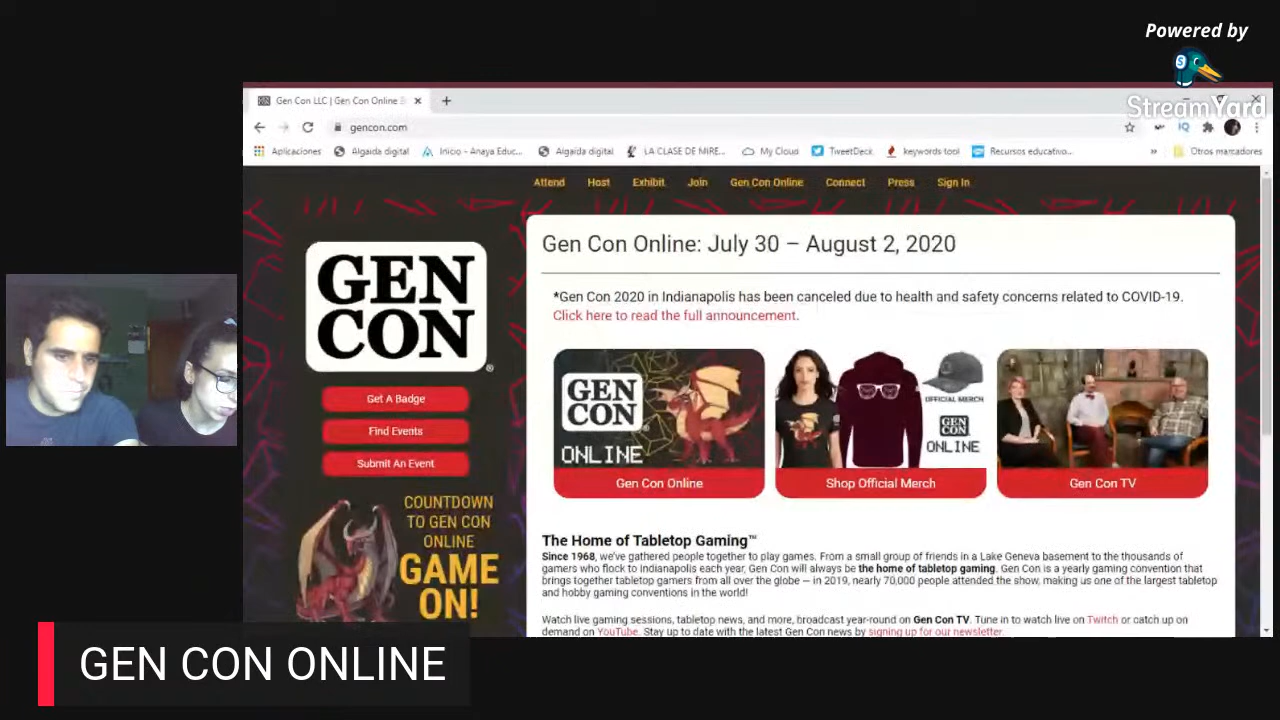 Powered by
StreamYard
Gen Con LLC | Gen Con Online
gencon.com
Aplicaciones
Algaida digital
Inicio - Anaya Educ...
Algaida digital
LA CLASE DE MIRE...
My Cloud
TweetDeck
keywords tool
Recursos educativo...
»
Otros marcadores
Attend Host Exhibit Join Gen Con Online Connect Press Sign In
GEN
CON
Get A Badge
Find Events
Submit An Event
COUNTDOWN
TO GEN CON
ONLINE
GAME
ON!
Gen Con Online: July 30 – August 2, 2020
*Gen Con 2020 in Indianapolis has been canceled due to health and safety concerns related to COVID-19.
Click here to read the full announcement.
GEN
CON
ONLINE
Gen Con Online
OFFICIAL MERCH
GEN
CON
ONLINE
Shop Official Merch
Gen Con TV
The Home of Tabletop Gaming™
Since 1968, we've gathered people together to play games. From a small group of friends in a Lake Geneva basement to the thousands of
gamers who flock to Indianapolis each year, Gen Con will always be the home of tabletop gaming. Gen Con is a yearly gaming convention that
brings together tabletop gamers from all over the globe — in 2019, nearly 70,000 people attended the show, making us one of the largest tabletop
and hobby gaming conventions in the world!
Watch live gaming sessions, tabletop news, and more, broadcast year-round on Gen Con TV. Tune in to watch live on Twitch or catch up on
demand on YouTube. Stay up to date with the latest Gen Con news by signing up for our newsletter.
GEN CON ONLINE